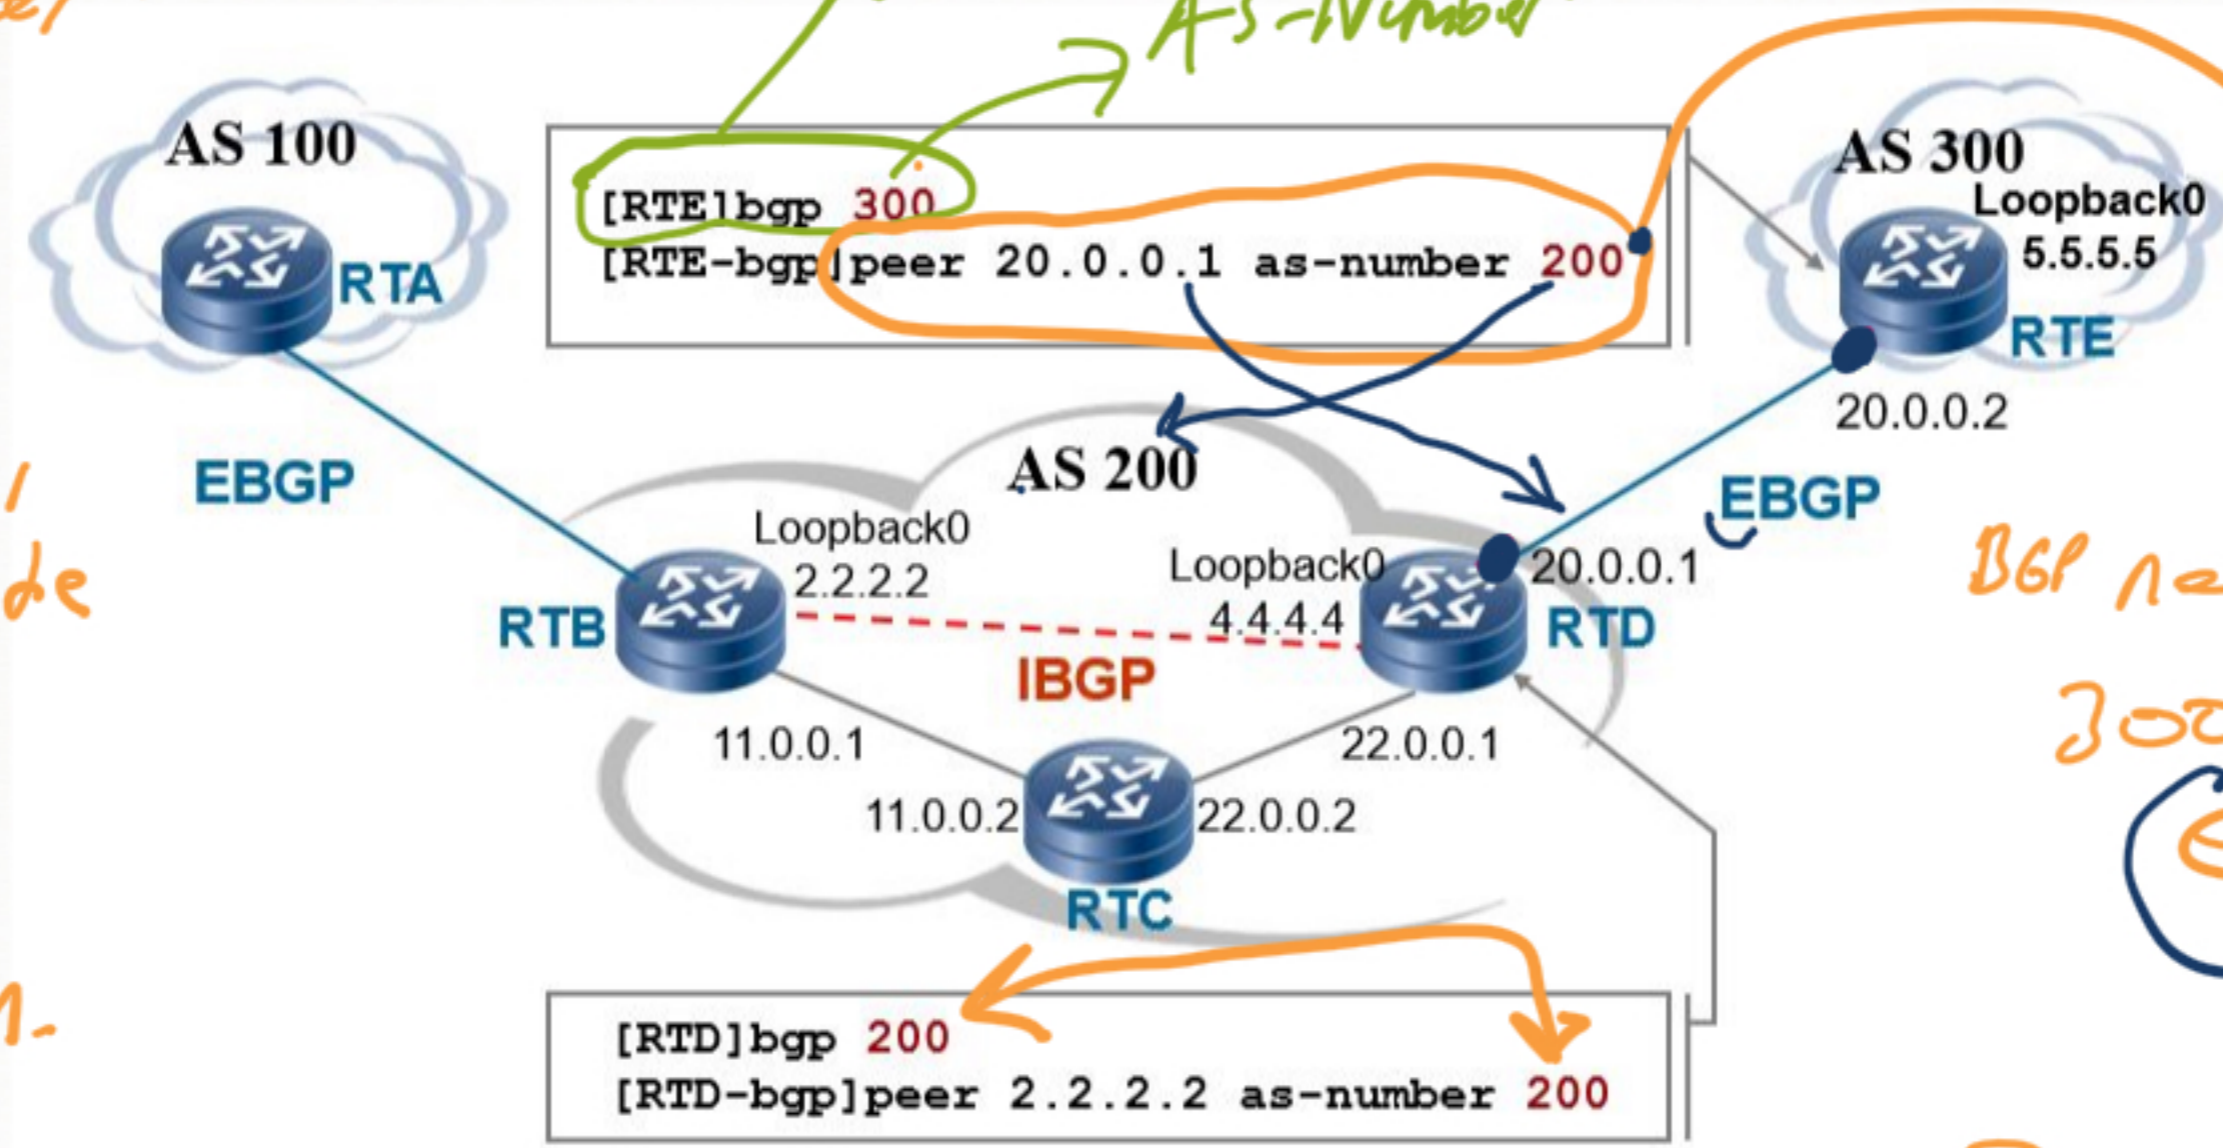 AS-Number
AS 100
RTA
[RTE]bgp 300
[RTE-bgp]peer 20.0.0.1 as-number 200
AS 300
Loopback0
5.5.5.5
RTE
20.0.0.2
EBGP
AS 200
EBGP
Loopback0
2.2.2.2
RTB
Loopback0
4.4.4.4
20.0.0.1
RTD
IBGP
BGP
de
11.0.0.1
22.0.0.1
300
11.0.0.2
22.0.0.2
RTC
[RTD]bgp 200
[RTD-bgp]peer 2.2.2.2 as-number 200